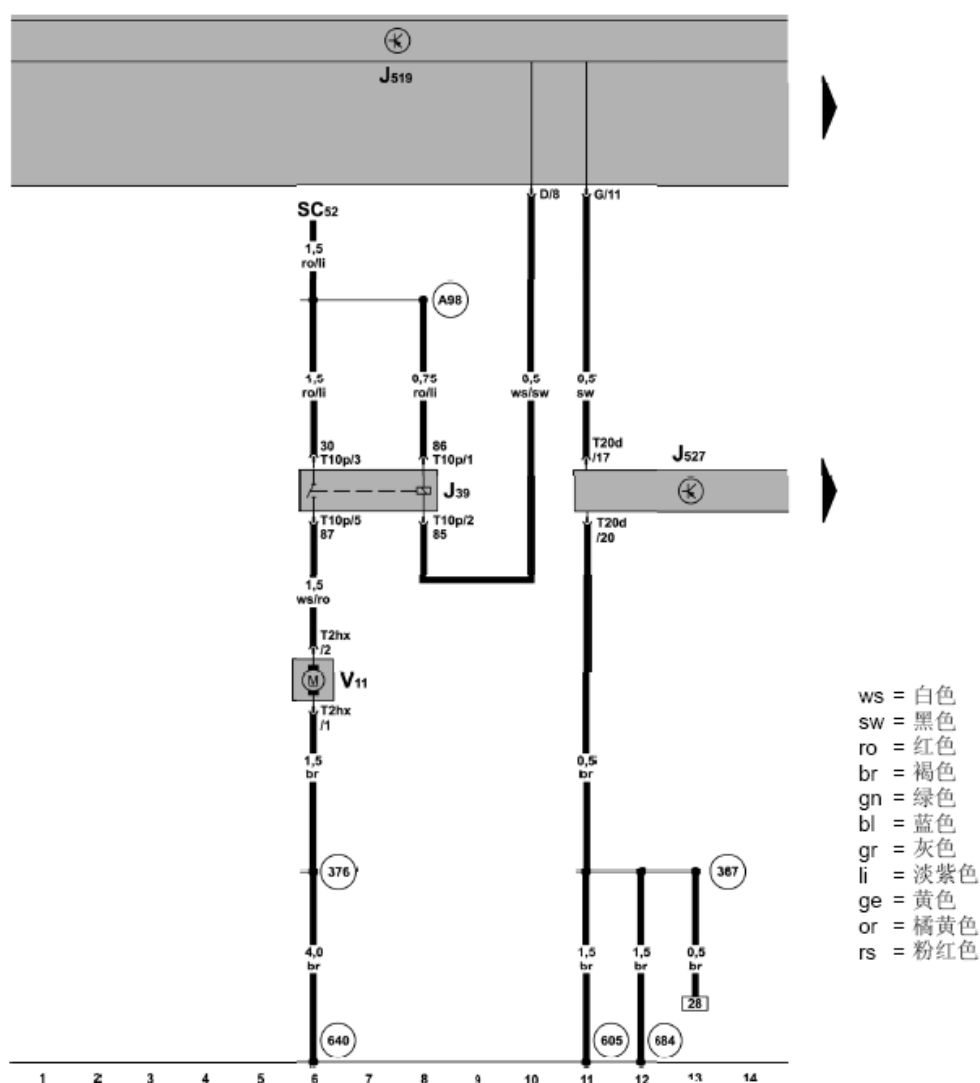 J519
D/8
G/11
SC52
1,5
ro/li
A98
1,5
ro/li
0,75
ro/li
0,5
ws/sw
0,5
sw
30
T10p/3
86
T10p/1
T20d
/17
J527
J39
T10p/5
87
T10p/2
85
T20d
/20
1,5
ws/ro
T2hx
/2
M
V11
T2hx
/1
1,5
br
0,5
br
376
387
4,0
br
1,5
br
1,5
br
0,5
br
28
640
605
684
1 2 3 4 5 6 7 8 9 10 11 12 13 14
ws = 白色
sw = 黑色
ro = 红色
br = 褐色
gn = 绿色
bl = 蓝色
gr = 灰色
li = 淡紫色
ge = 黄色
or = 橘黄色
rs = 粉红色